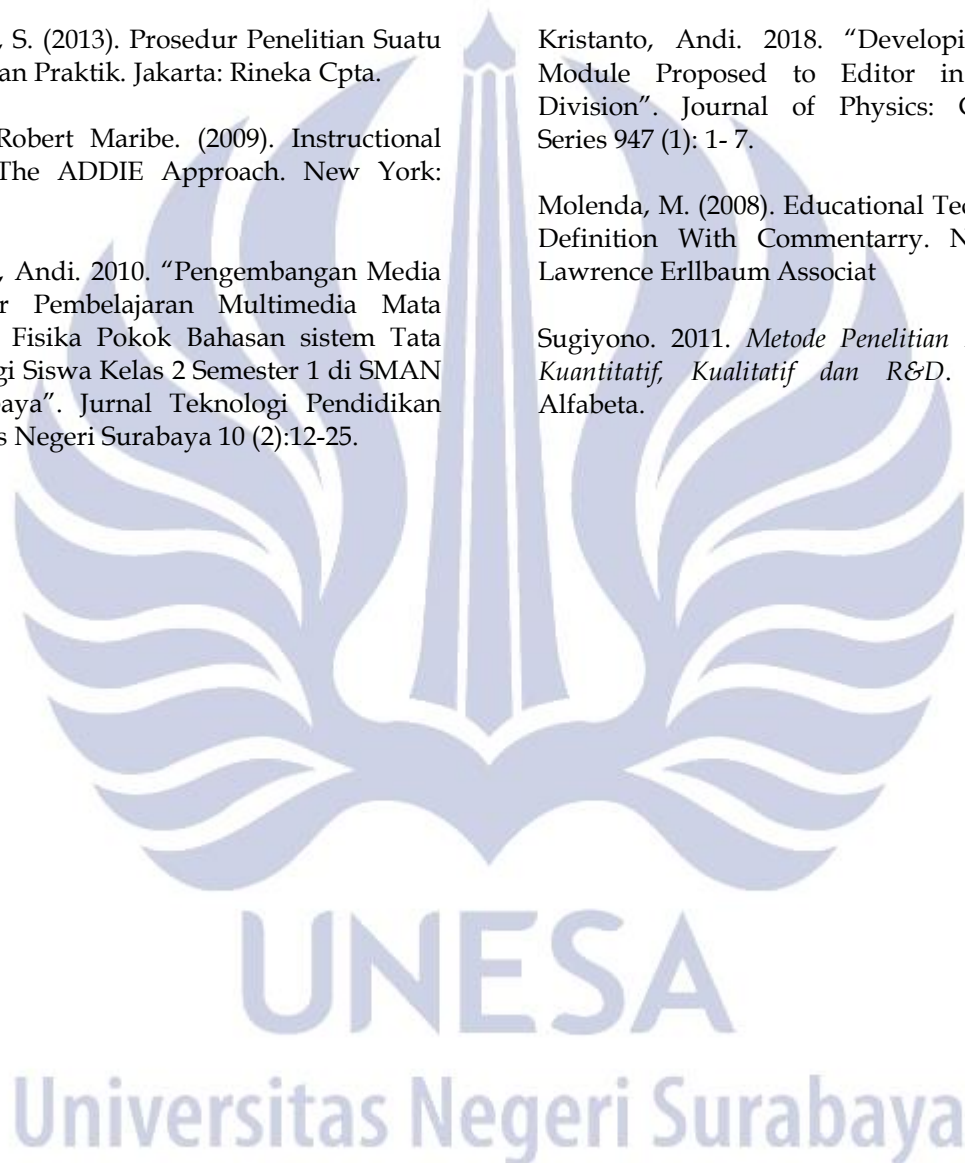 , S. (2013). Prosedur Penelitian Suatu
an Praktik. Jakarta: Rineka Cpta.
Robert Maribe. (2009). Instructional
The ADDIE Approach. New York:
, Andi. 2010. “Pengembangan Media
r Pembelajaran Multimedia Mata
Fisika Pokok Bahasan sistem Tata
gi Siswa Kelas 2 Semester 1 di SMAN
aya”. Jurnal Teknologi Pendidikan
s Negeri Surabaya 10 (2):12-25.
Kristanto, Andi. 2018. “Developi
Module Proposed to Editor in
Division”. Journal of Physics: C
Series 947 (1): 1- 7.
Molenda, M. (2008). Educational Tec
Definition With Commentarry. N
Lawrence Erllbaum Associat
Sugiyono. 2011. Metode Penelitian
Kuantitatif, Kualitatif dan R&D.
Alfabeta.
UNESA
Universitas Negeri Surabaya